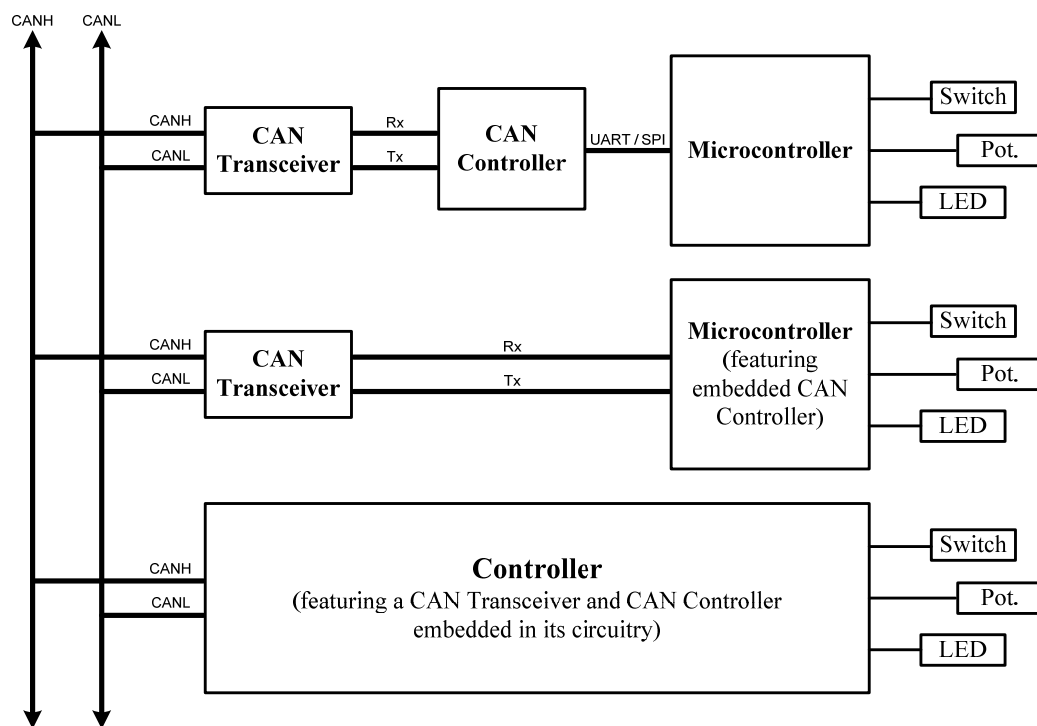 CANH
CANL
CANH
CANL
CAN
Transceiver
Rx
Tx
CAN
Controller
UART / SPI
Microcontroller
Switch
Pot.
LED
CANH
CANL
CAN
Transceiver
Rx
Tx
Microcontroller
(featuring
embedded CAN
Controller)
Switch
Pot.
LED
CANH
CANL
Controller
(featuring a CAN Transceiver and CAN Controller
embedded in its circuitry)
Switch
Pot.
LED